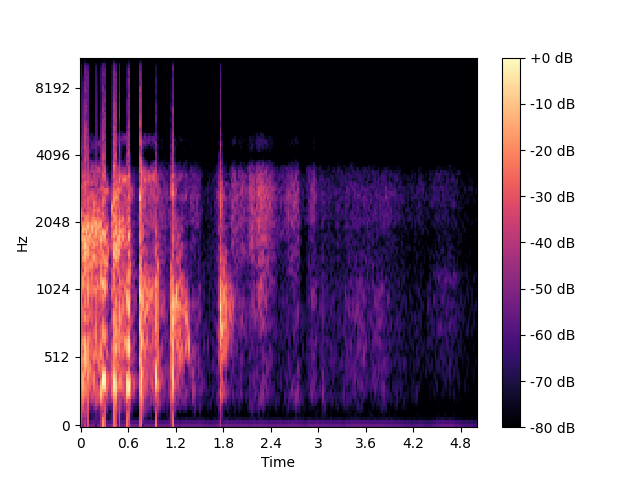 +0 dB
8192
-10 dB
4096
-20 dB
-30 dB
2048
Hz
-40 dB
1024
-50 dB
-60 dB
512
-70 dB
0
-80 dB
0 0.6 1.2 1.8 2.4 3 3.6 4.2 4.8
Time